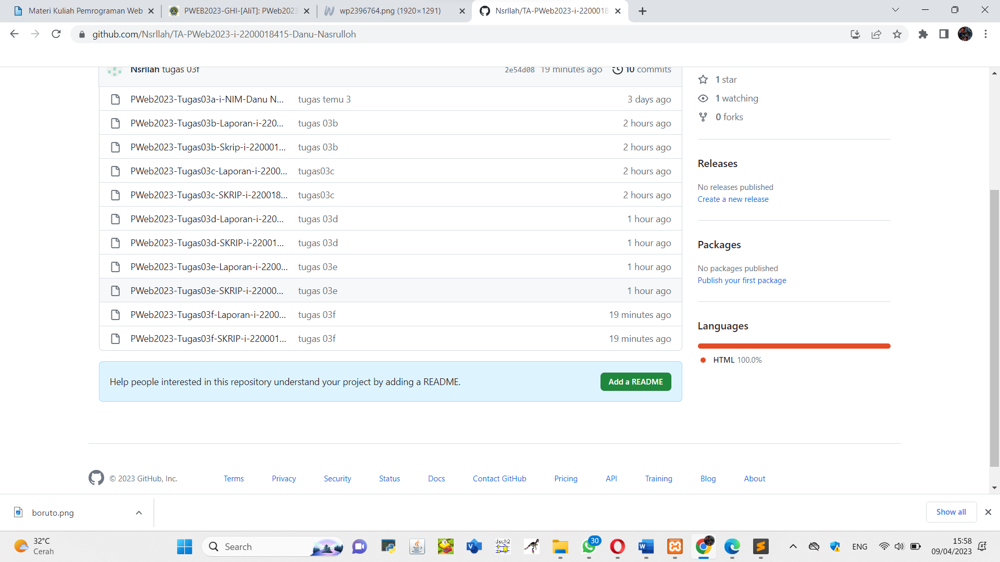 Materi Kuliah Pemrograman Web
PWEB2023-GHI-[AliT]: PWeb2023
wp2396764.png (1920×1291)
Nsrllah/TA-PWeb2023-i-2200018
github.com/Nsrllah/TA-PWeb2023-i-2200018415-Danu-Nasrulloh
Nsrllah tugas 03f 2e54d08 19 minutes ago 10 commits
PWeb2023-Tugas03a-i-NIM-Danu N... tugas temu 3 3 days ago
PWeb2023-Tugas03b-Laporan-i-220... tugas 03b 2 hours ago
PWeb2023-Tugas03b-Skrip-i-220001... tugas 03b 2 hours ago
PWeb2023-Tugas03c-Laporan-i-2200... tugas03c 2 hours ago
PWeb2023-Tugas03c-SKRIP-i-220018... tugas03c 2 hours ago
PWeb2023-Tugas03d-Laporan-i-220... tugas 03d 1 hour ago
PWeb2023-Tugas03d-SKRIP-i-22001... tugas 03d 1 hour ago
PWeb2023-Tugas03e-Laporan-i-2200... tugas 03e 1 hour ago
PWeb2023-Tugas03e-SKRIP-i-22000... tugas 03e 1 hour ago
PWeb2023-Tugas03f-Laporan-i-2200... tugas 03f 19 minutes ago
PWeb2023-Tugas03f-SKRIP-i-220001... tugas 03f 19 minutes ago
Help people interested in this repository understand your project by adding a README.
Add a README
1 star
1 watching
0 forks
Releases
No releases published
Create a new release
Packages
No packages published
Publish your first package
Languages
HTML 100.0%
© 2023 GitHub, Inc.
Terms
Privacy
Security
Status
Docs
Contact GitHub
Pricing
API
Training
Blog
About
boruto.png
Show all
32°C
Cerah
Search
dsch2
30
ENG
15:58
09/04/2023